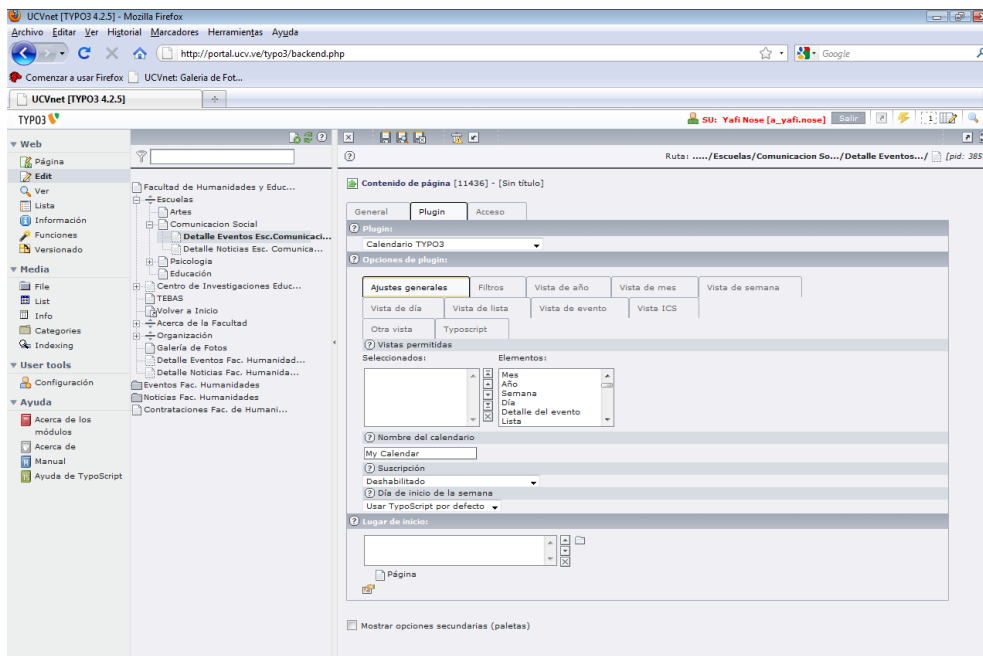 UCVnet [TYPO3 4.2.5] - Mozilla Firefox
Archivo Editar Ver Historial Marcadores Herramientas Ayuda
http://portal.ucv.ve/typo3/backend.php
Google
Comenzar a usar Firefox UCVnet: Galeria de Fot...
UCVnet [TYPO3 4.2.5]
TYPO3
SU: Yafi Nose [a_yafi.nose] Salir 1
Web
Página
Edit
Ver
Lista
Información
Funciones
Versionado
Media
File
List
Info
Categories
Indexing
User tools
Configuración
Ayuda
Acerca de los
módulos
Acerca de
Manual
Ayuda de TypoScript
Facultad de Humanidades y Educ...
Escuelas
Artes
Comunicacion Social
Detalle Eventos Esc.Comunicaci...
Detalle Noticias Esc. Comunica...
Psicologia
Educación
Centro de Investigaciones Educ...
TEBAS
Volver a Inicio
Acerca de la Facultad
Organización
Galería de Fotos
Detalle Eventos Fac. Humanidad...
Detalle Noticias Fac. Humanida...
Eventos Fac. Humanidades
Noticias Fac. Humanidades
Contrataciones Fac. de Humani...
Ruta: ...../Escuelas/Comunicacion So.../Detalle Eventos.../ [pid: 385
Contenido de página [11436] - [Sin título]
General Plugin Acceso
Plugin:
Calendario TYPO3
Opciones de plugin:
Ajustes generales Filtros Vista de año Vista de mes Vista de semana
Vista de día Vista de lista Vista de evento Vista ICS
Otra vista Typoscript
Vistas permitidas
Seleccionados: Elementos:
Mes
Año
Semana
Día
Detalle del evento
Lista
Nombre del calendario
My Calendar
Suscripción
Deshabilitado
Día de inicio de la semana
Usar TypoScript por defecto
Lugar de inicio:
Página
Mostrar opciones secundarias (paletas)